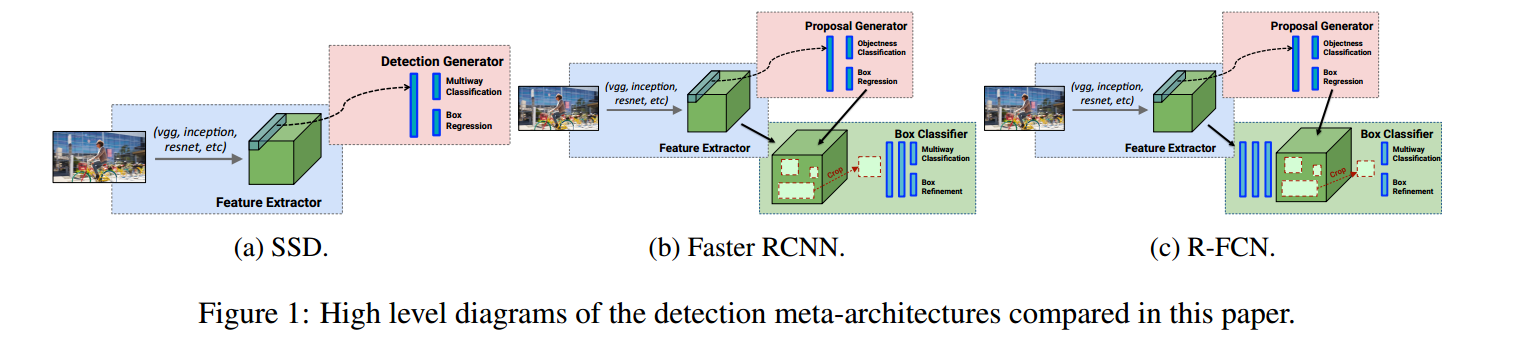 Detection Generator
Multiway
Classification
Box
Regression
(vgg, inception,
resnet, etc)
Feature Extractor
(a) SSD.
Proposal Generator
Objectness
Classification
Box
Regression
(vgg, inception,
resnet, etc)
Feature Extractor
Box Classifier
Multiway
Classification
Crop
Box
Refinement
(b) Faster RCNN.
Proposal Generator
Objectness
Classification
Box
Regression
(vgg, inception,
resnet, etc)
Feature Extractor
Box Classifier
Multiway
Classification
Crop
Box
Refinement
(c) R-FCN.
Figure 1: High level diagrams of the detection meta-architectures compared in this paper.